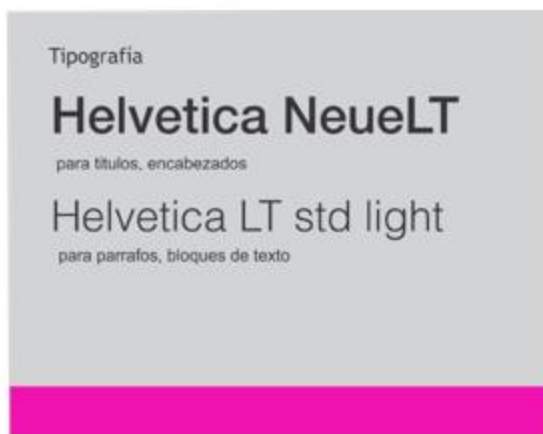 Tipografía
Helvetica NeueLT
para titulos, encabezados
Helvetica LT std light
para parrafos, bloques de texto